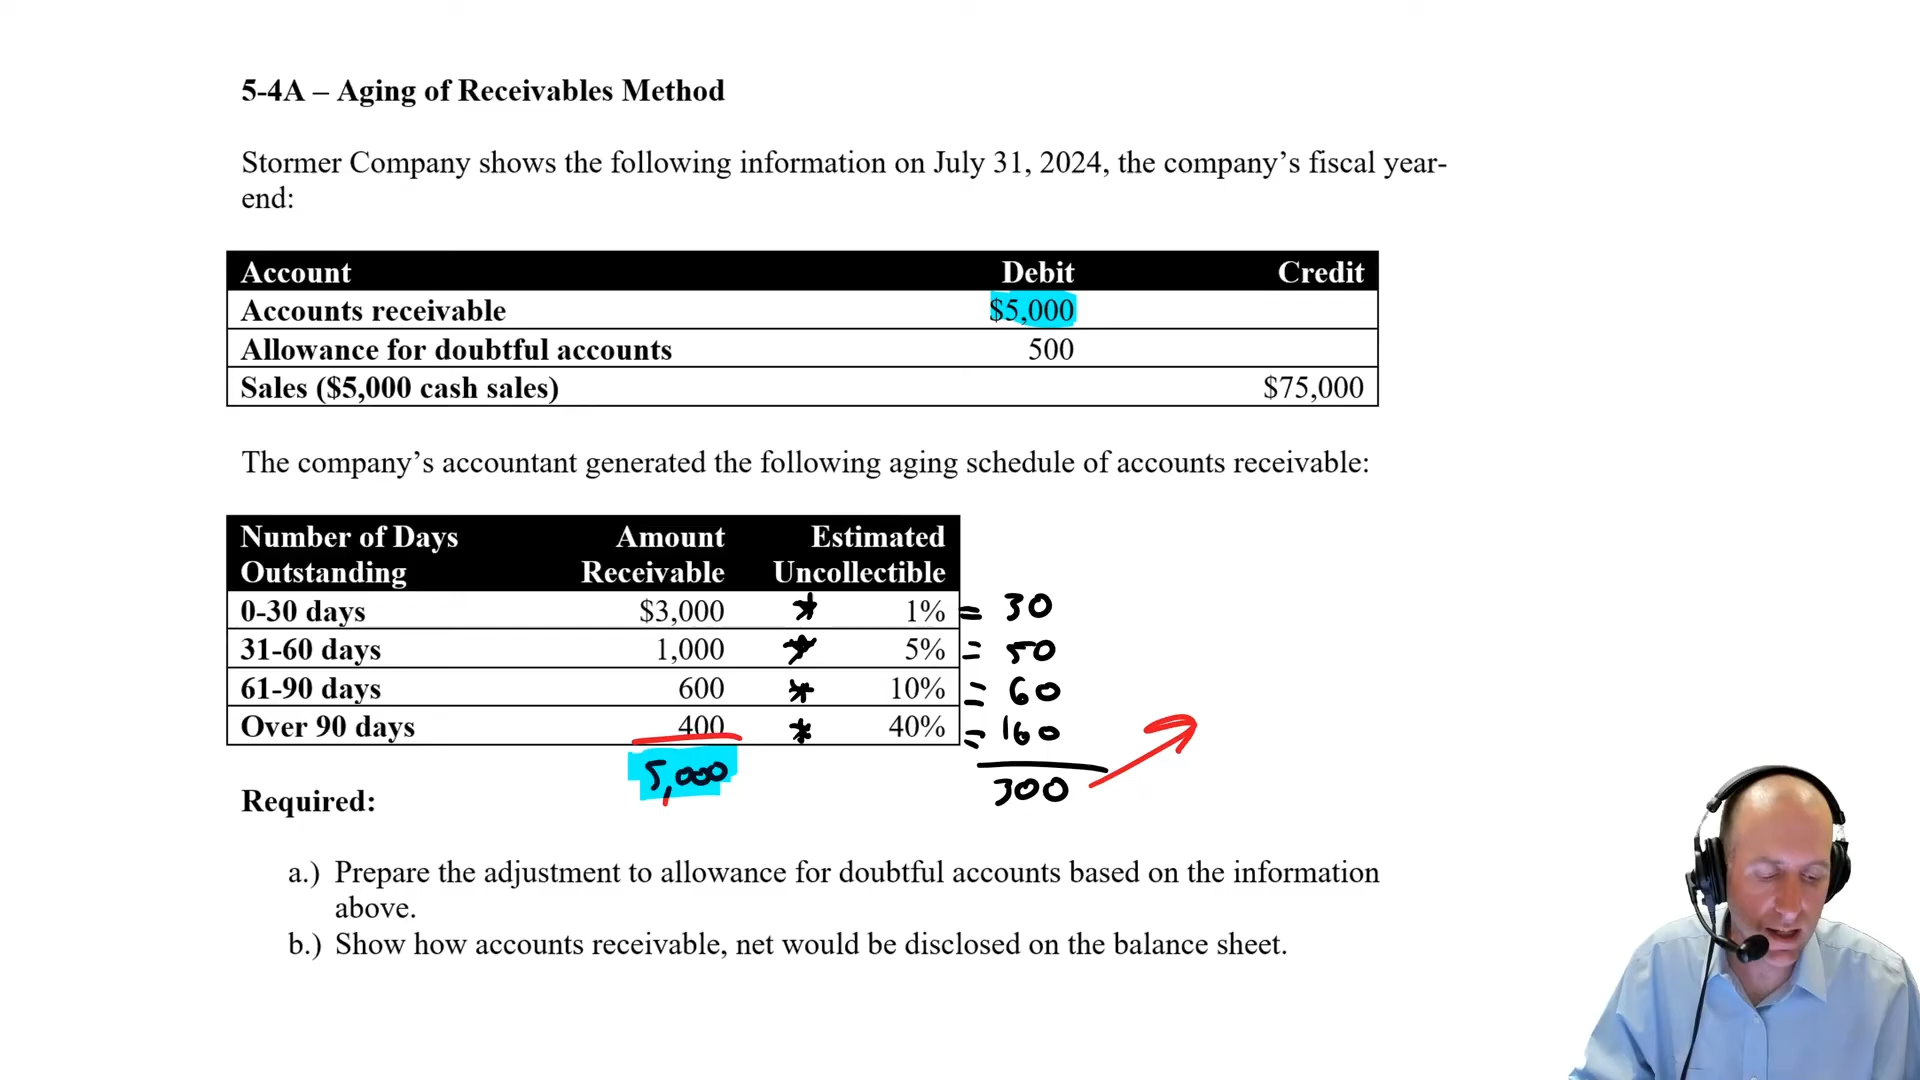 5-4A – Aging of Receivables Method
Stormer Company shows the following information on July 31, 2024, the company’s fiscal year-
end:
Account Debit Credit
Accounts receivable $5,000
Allowance for doubtful accounts 500
Sales ($5,000 cash sales) $75,000
The company’s accountant generated the following aging schedule of accounts receivable:
Number of Days Amount Estimated
Outstanding Receivable Uncollectible
0-30 days $3,000 * 1% = 30
31-60 days 1,000 * 5% = 50
61-90 days 600 * 10% = 60
Over 90 days 400 * 40% = 160
5,000 300
Required:
a.) Prepare the adjustment to allowance for doubtful accounts based on the information
above.
b.) Show how accounts receivable, net would be disclosed on the balance sheet.